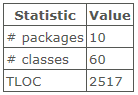 Statistic Value
# packages 10
# classes 60
TLOC 2517